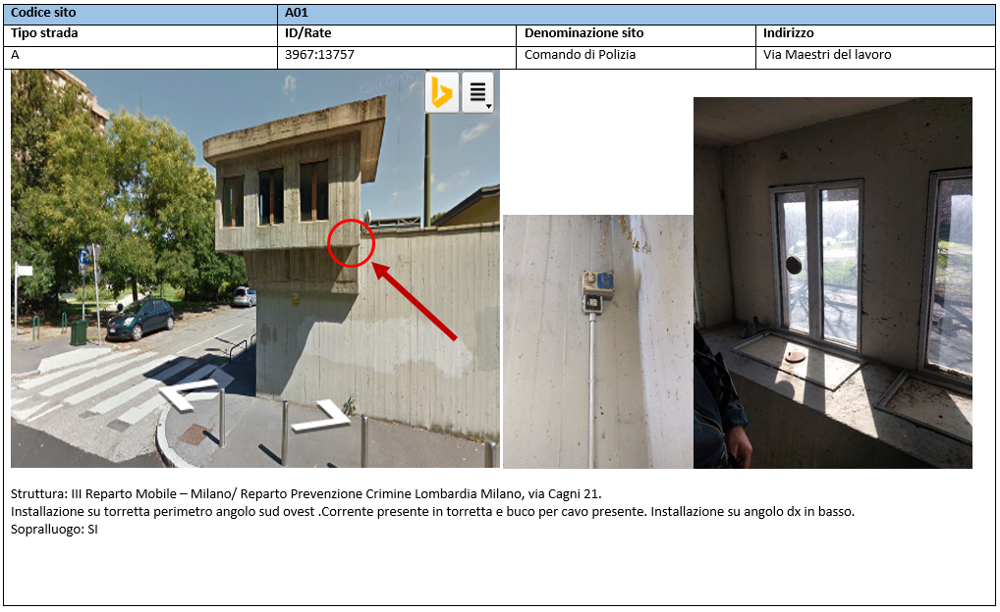 Codice sito A01
Tipo strada ID/Rate Denominazione sito Indirizzo
A 3967:13757 Comando di Polizia Via Maestri del lavoro
P
Struttura: III Reparto Mobile – Milano/ Reparto Prevenzione Crimine Lombardia Milano, via Cagni 21.
Installazione su torretta perimetro angolo sud ovest .Corrente presente in torretta e buco per cavo presente. Installazione su angolo dx in basso.
Sopralluogo: SI